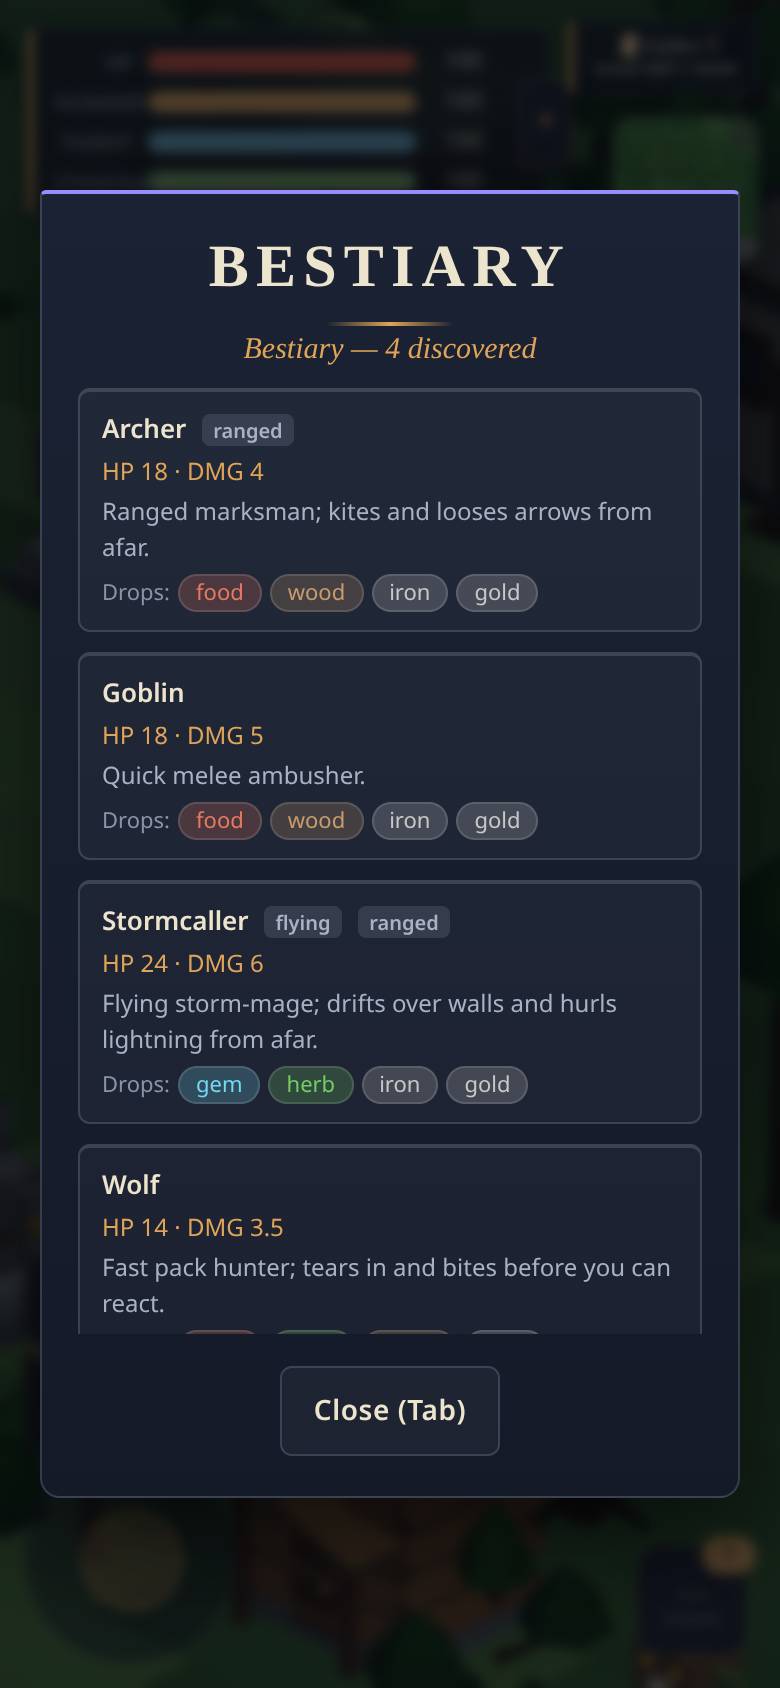 BESTIARY
Bestiary — 4 discovered
Archer ranged
HP 18 · DMG 4
Ranged marksman; kites and looses arrows from
afar.
Drops: food wood iron gold
Goblin
HP 18 · DMG 5
Quick melee ambusher.
Drops: food wood iron gold
Stormcaller flying ranged
HP 24 · DMG 6
Flying storm-mage; drifts over walls and hurls
lightning from afar.
Drops: gem herb iron gold
Wolf
HP 14 · DMG 3.5
Fast pack hunter; tears in and bites before you can
react.
Close (Tab)